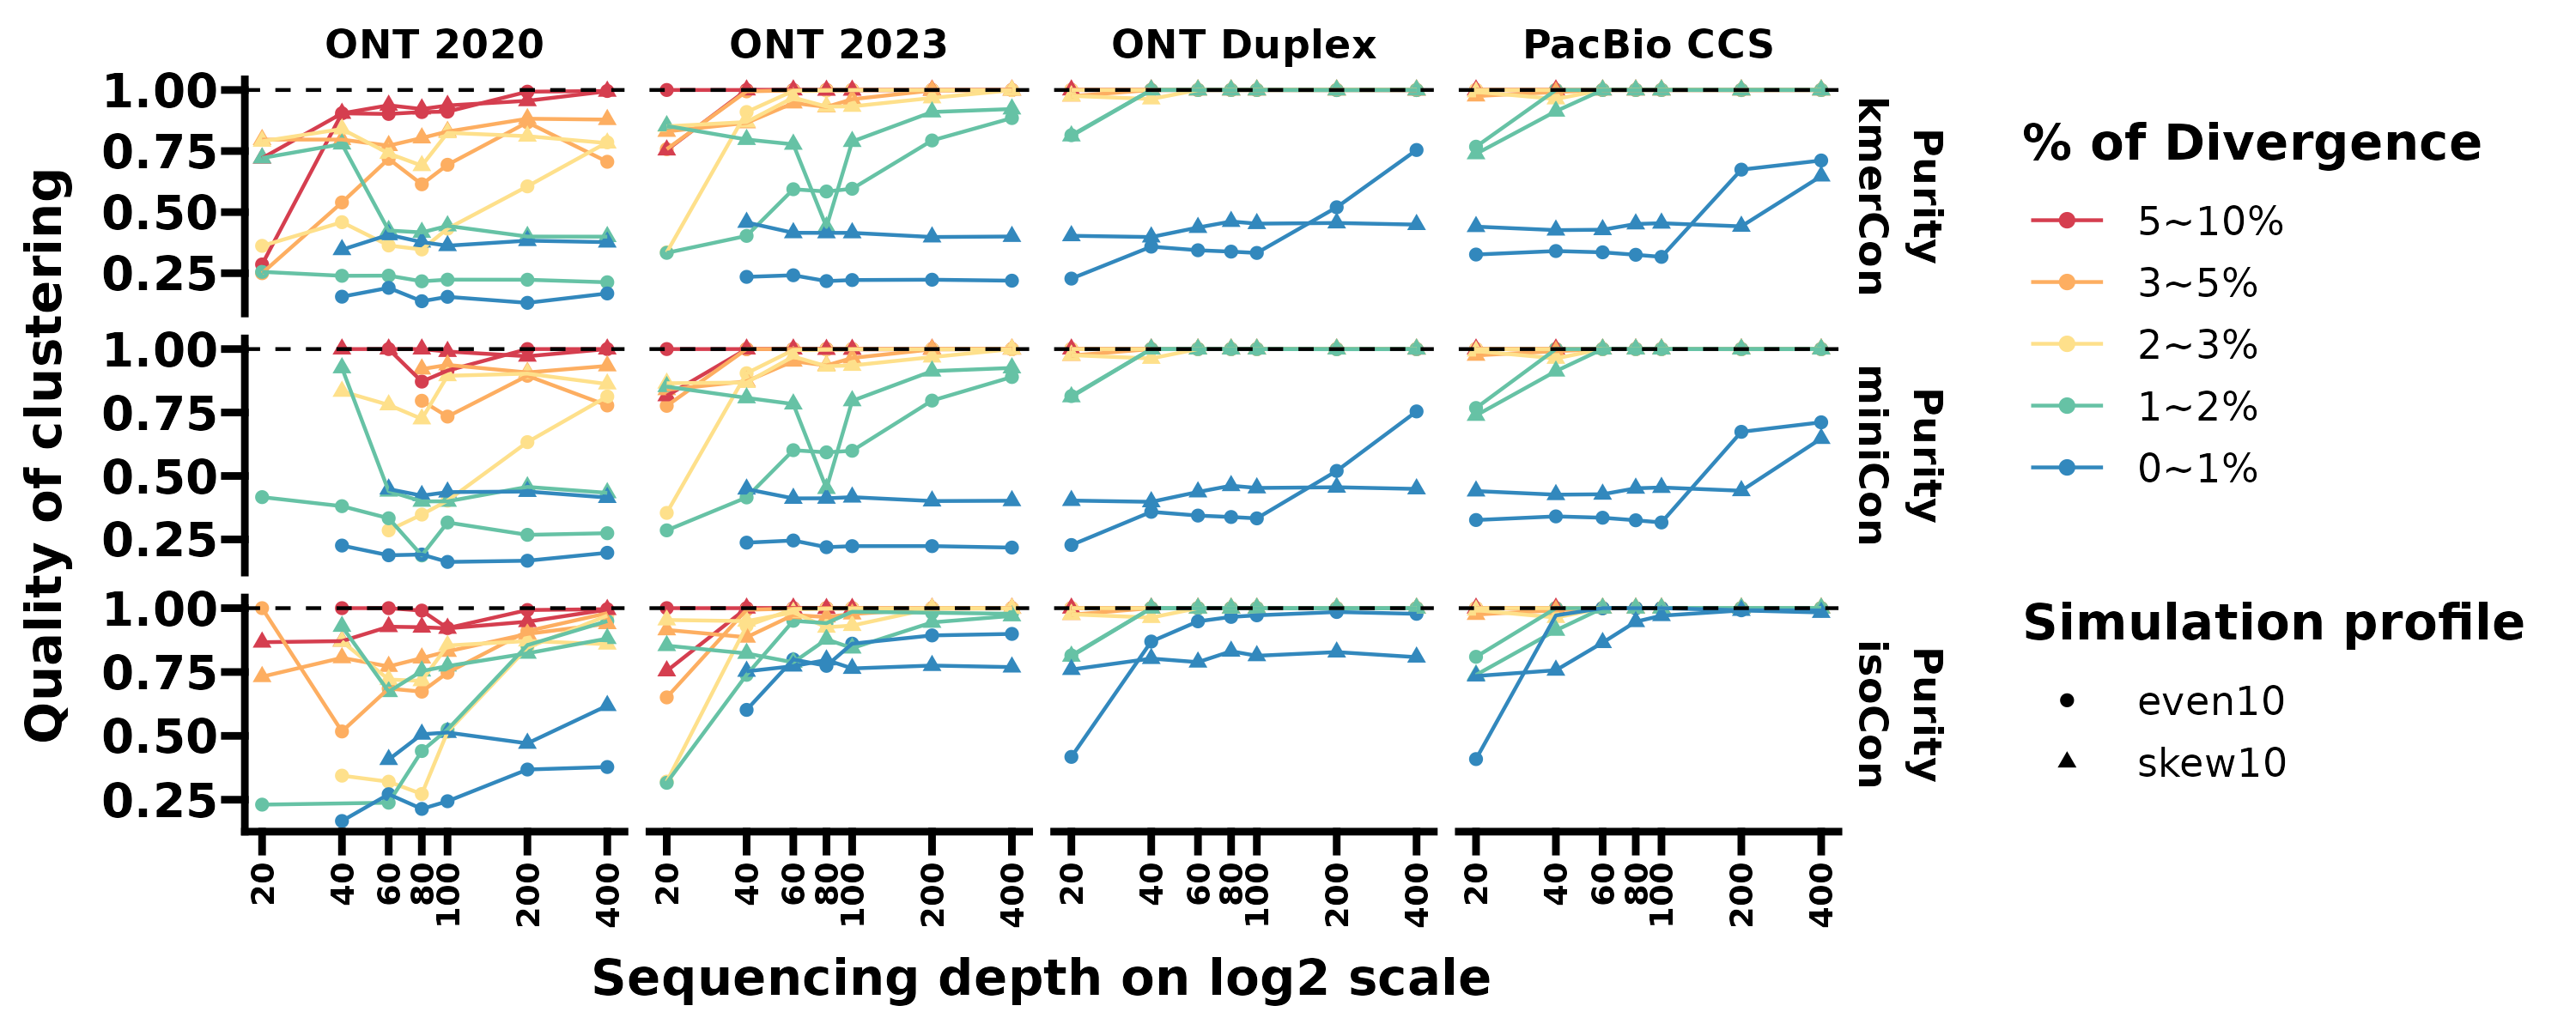 ONT 2020 ONT 2023 ONT Duplex PacBio CCS
Quality of clustering
1.00
0.75
0.50
0.25
Purity
kmerCon
1.00
0.75
0.50
0.25
Purity
miniCon
1.00
0.75
0.50
0.25
Purity
isoCon
20 40 60 80 100 200 400 20 40 60 80 100 200 400 20 40 60 80 100 200 400 20 40 60 80 100 200 400
Sequencing depth on log2 scale
% of Divergence
5~10%
3~5%
2~3%
1~2%
0~1%
Simulation profile
even10
skew10